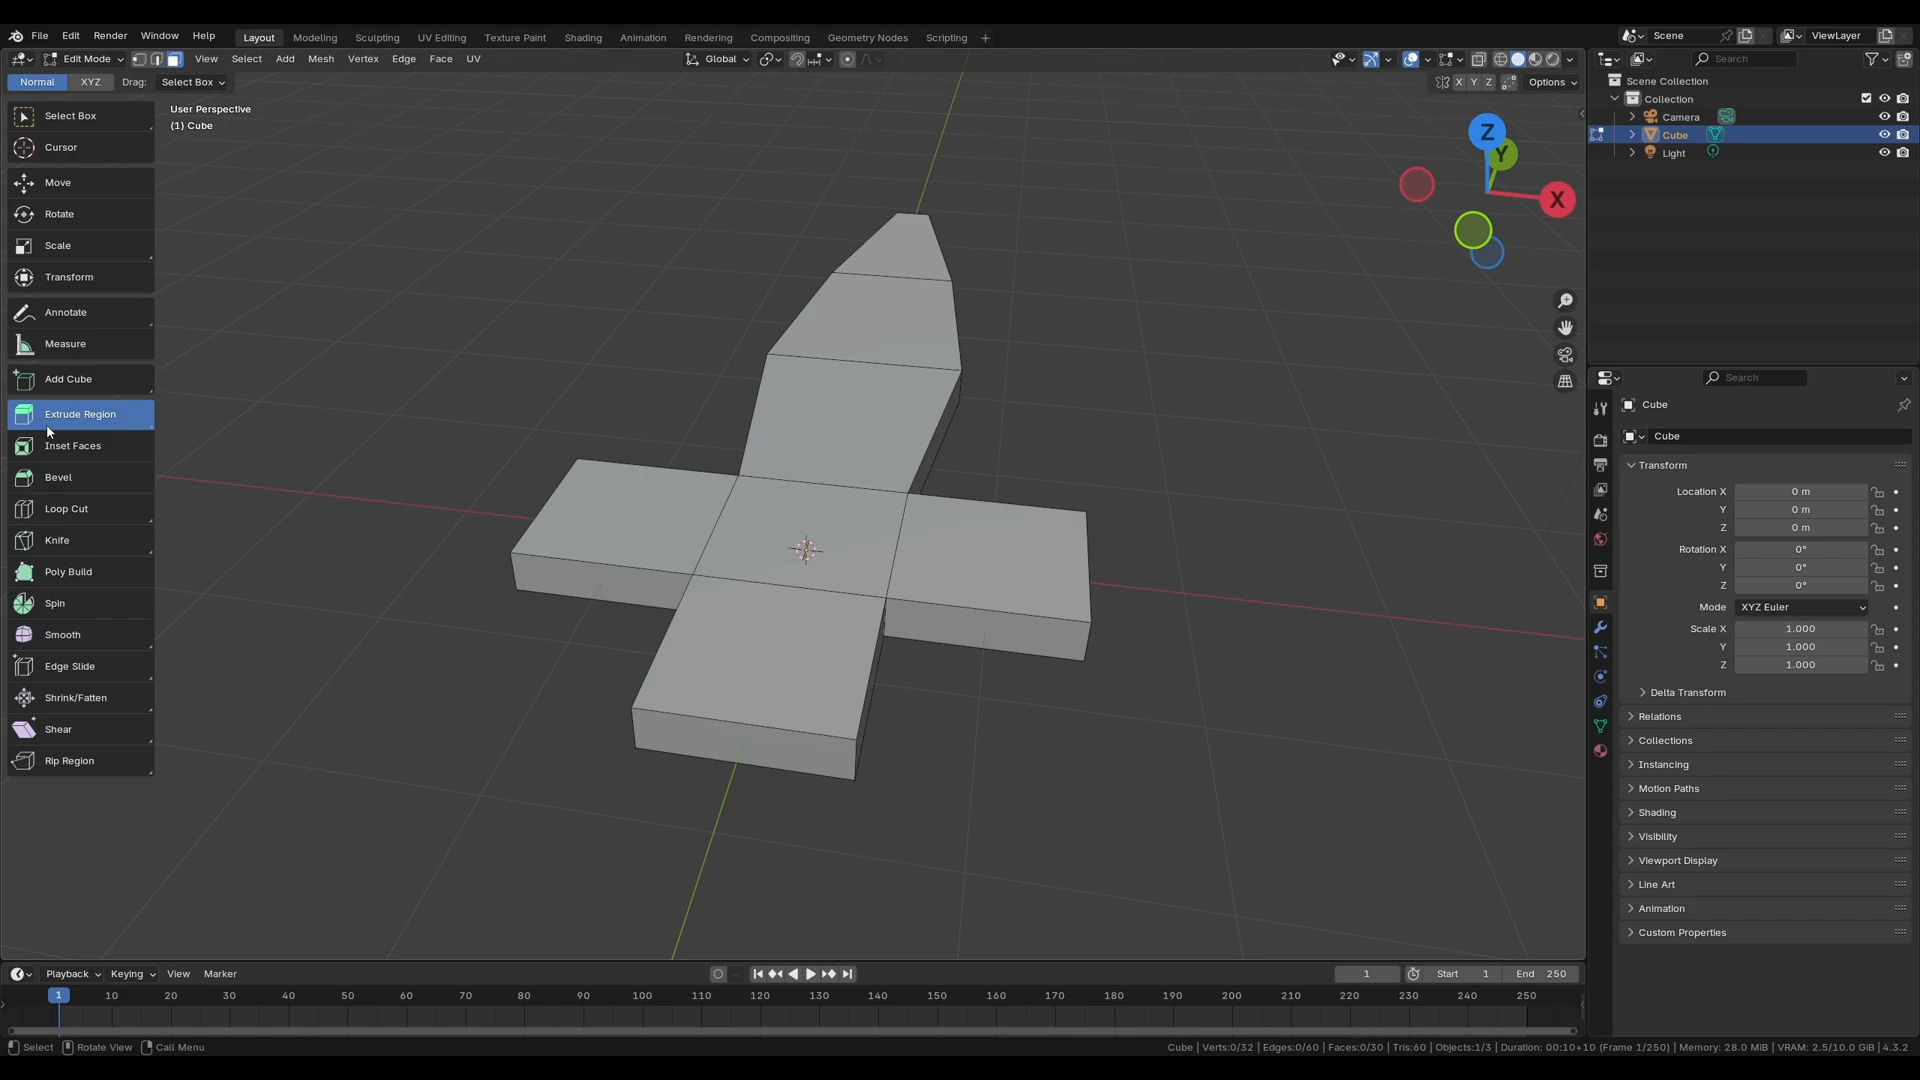 File Edit Render Window Help Layout Modeling Sculpting UV Editing Texture Paint Shading Animation Rendering Compositing Geometry Nodes Scripting + Scene ViewLayer
Edit Mode View Select Add Mesh Vertex Edge Face UV Global Search
Normal XYZ Drag: Select Box X Y Z Options Scene Collection
Collection
Camera
Cube
Light
User Perspective
(1) Cube
Select Box
Cursor
Move
Rotate
Scale
Transform
Annotate
Measure
Add Cube
Extrude Region
Inset Faces
Bevel
Loop Cut
Knife
Poly Build
Spin
Smooth
Edge Slide
Shrink/Fatten
Shear
Rip Region
Z
Y
X
Search
Cube
Cube
Transform
Location X 0 m
Y 0 m
Z 0 m
Rotation X 0°
Y 0°
Z 0°
Mode XYZ Euler
Scale X 1.000
Y 1.000
Z 1.000
Delta Transform
Relations
Collections
Instancing
Motion Paths
Shading
Visibility
Viewport Display
Line Art
Animation
Custom Properties
Playback Keying View Marker 1 Start 1 End 250
1 10 20 30 40 50 60 70 80 90 100 110 120 130 140 150 160 170 180 190 200 210 220 230 240 250
Select Rotate View Call Menu Cube | Verts:0/32 | Edges:0/60 | Faces:0/30 | Tris:60 | Objects:1/3 | Duration: 00:10+10 (Frame 1/250) | Memory: 28.0 MiB | VRAM: 2.5/10.0 GiB | 4.3.2